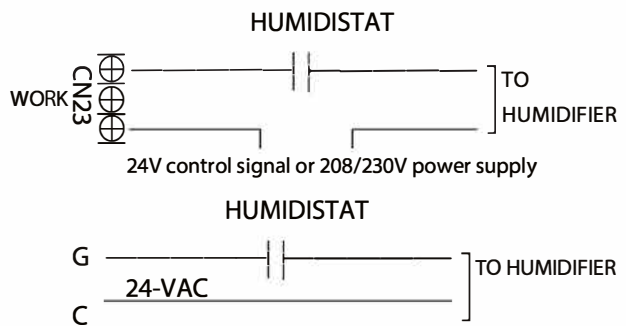 HUMIDISTAT
CN23
WORK
TO
HUMIDIFIER
24V control signal or 208/230V power supply
HUMIDISTAT
G
24-VAC
TO HUMIDIFIER
C